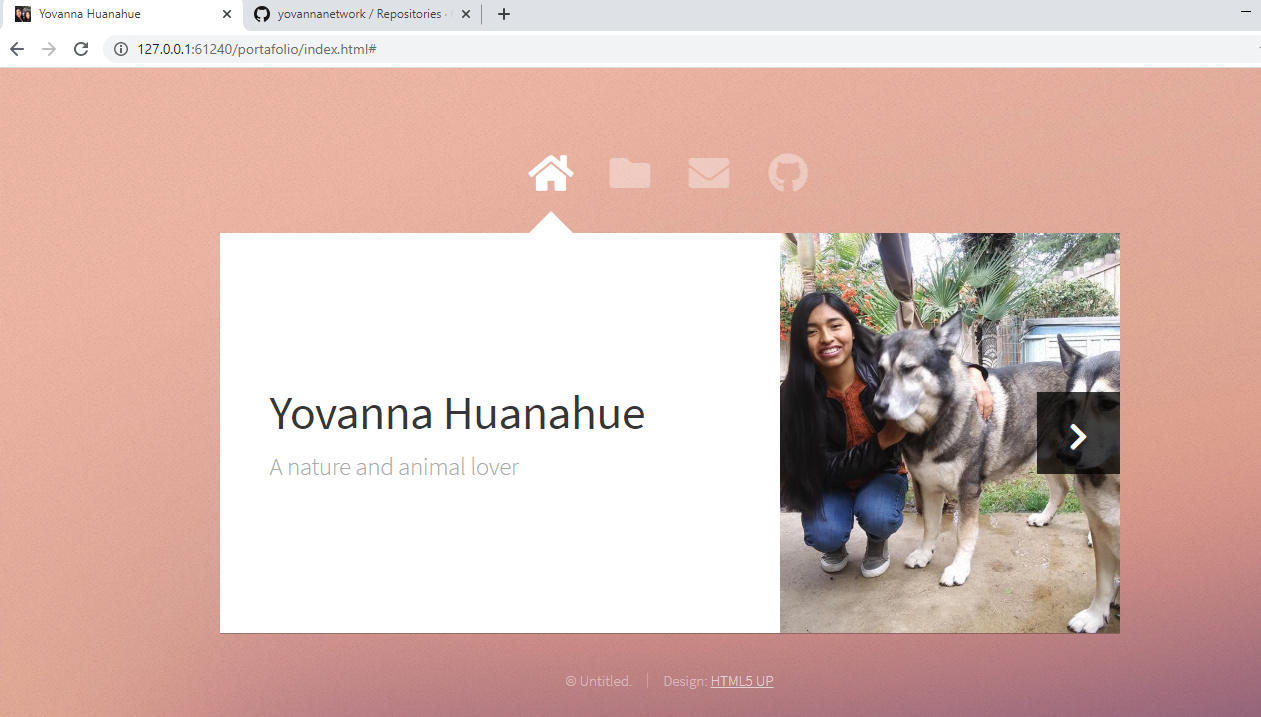 Yovanna Huanahue
yovannanetwork / Repositories ·
127.0.0.1:61240/portafolio/index.html#
Yovanna Huanahue
A nature and animal lover
© Untitled.
Design: HTML5 UP